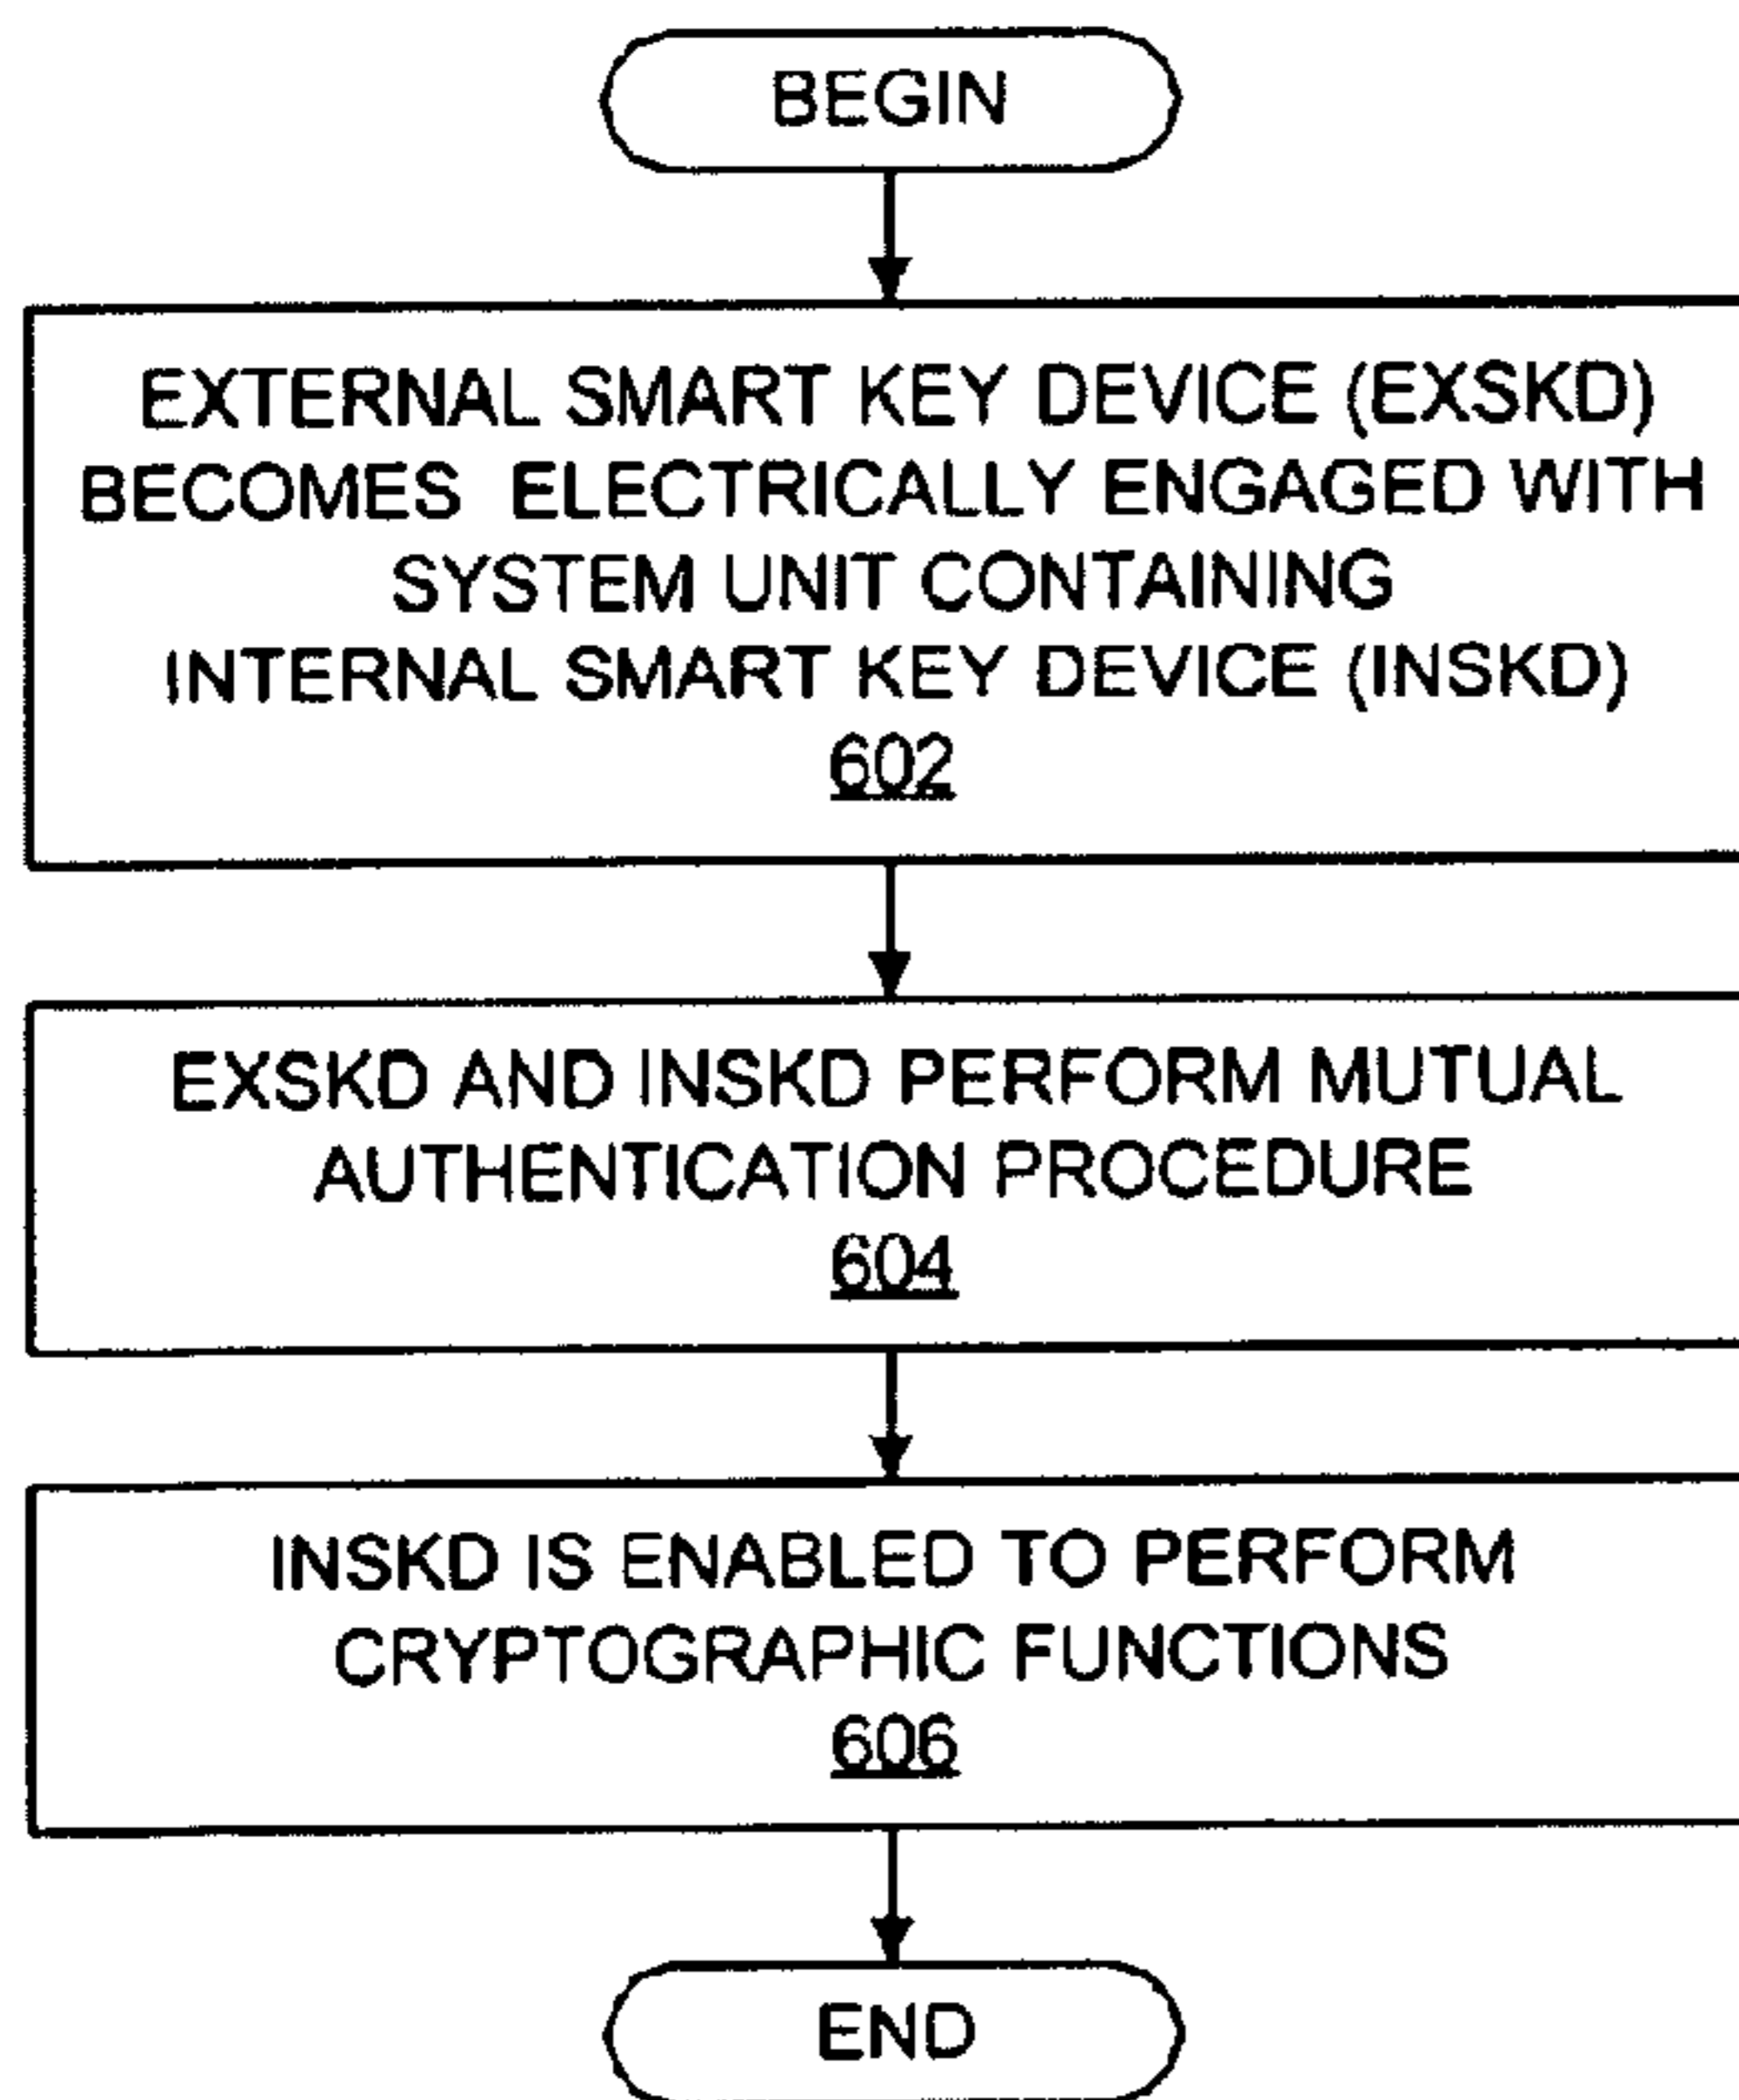 BEGIN
EXTERNAL SMART KEY DEVICE (EXSKD)
BECOMES ELECTRICALLY ENGAGED WITH
SYSTEM UNIT CONTAINING
INTERNAL SMART KEY DEVICE (INSKD)
602
EXSKD AND INSKD PERFORM MUTUAL
AUTHENTICATION PROCEDURE
604
INSKD IS ENABLED TO PERFORM
CRYPTOGRAPHIC FUNCTIONS
606
END